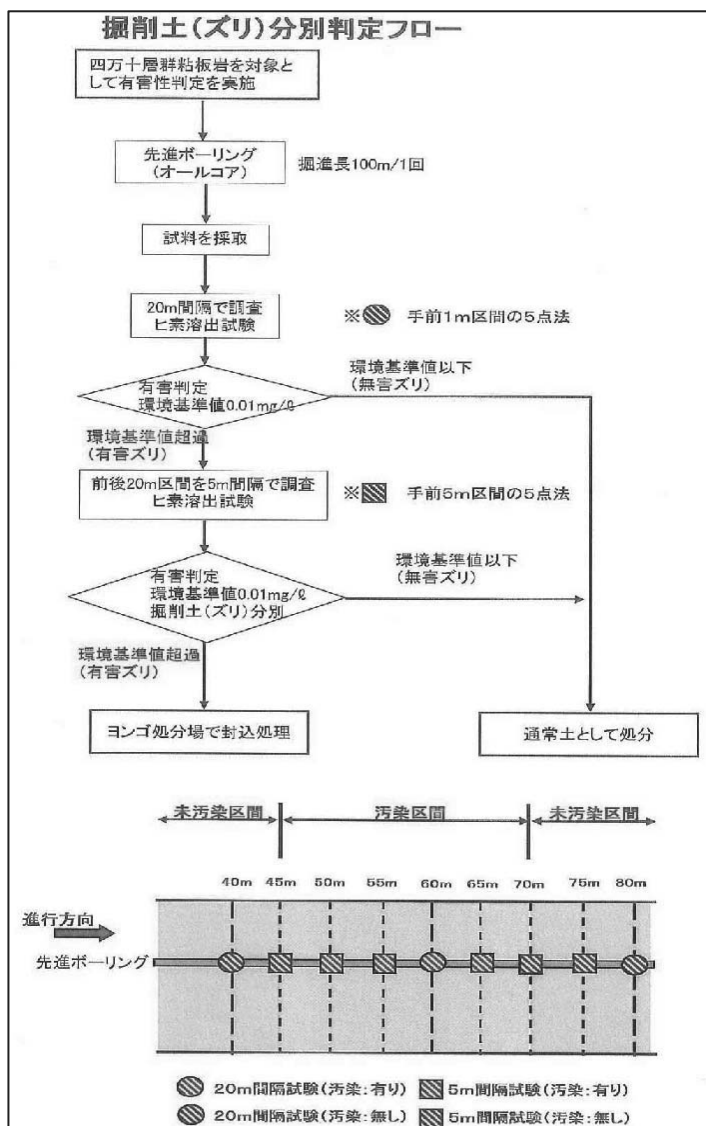 掘削土(ズリ)分別判定フロー
四万十層群粘板岩を対象と
して有害性判定を実施
先進ボーリング
(オールコア)
掘進長100m/1回
試料を採取
20m間隔で調査
ヒ素溶出試験
※ 手前1m区間の5点法
環境基準値以下
(無害ズリ)
有害判定
環境基準値0.01mg/ℓ
環境基準値超過
(有害ズリ)
前後20m区間を5m間隔で調査
ヒ素溶出試験
※ 手前5m区間の5点法
環境基準値以下
(無害ズリ)
有害判定
環境基準値0.01mg/ℓ
掘削土(ズリ)分別
環境基準値超過
(有害ズリ)
ヨンゴ処分場で封込処理
通常土として処分
未汚染区間 汚染区間 未汚染区間
40m 45m 50m 55m 60m 65m 70m 75m 80m
進行方向
先進ボーリング
20m間隔試験(汚染:有り) 5m間隔試験(汚染:有り)
20m間隔試験(汚染:無し) 5m間隔試験(汚染:無し)